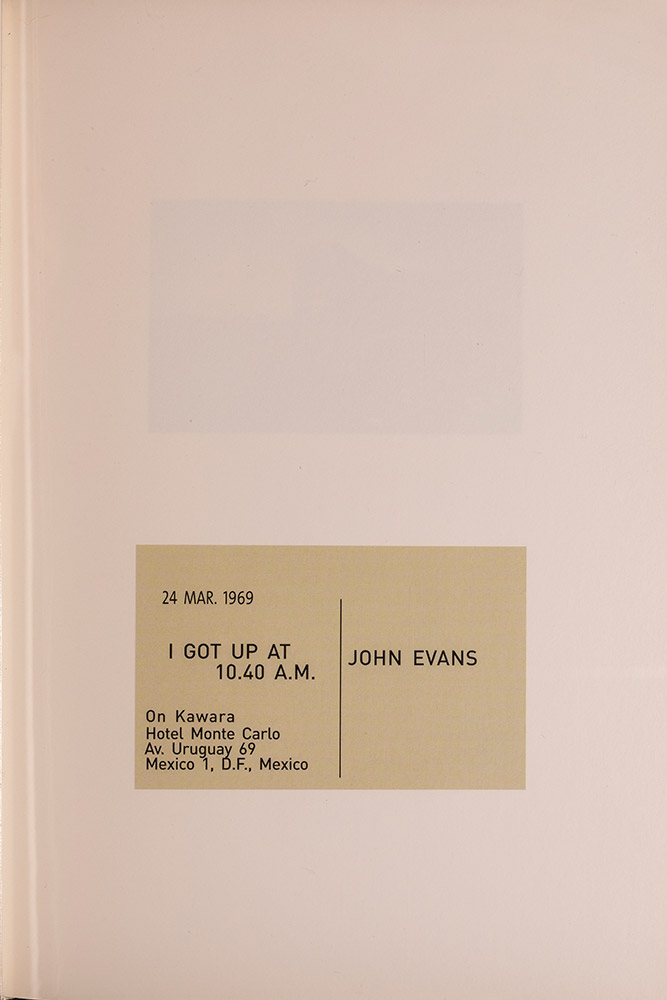 24 MAR. 1969
I GOT UP AT
10.40 A.M.
On Kawara
Hotel Monte Carlo
Av. Uruguay 69
Mexico 1, D.F., Mexico
JOHN EVANS